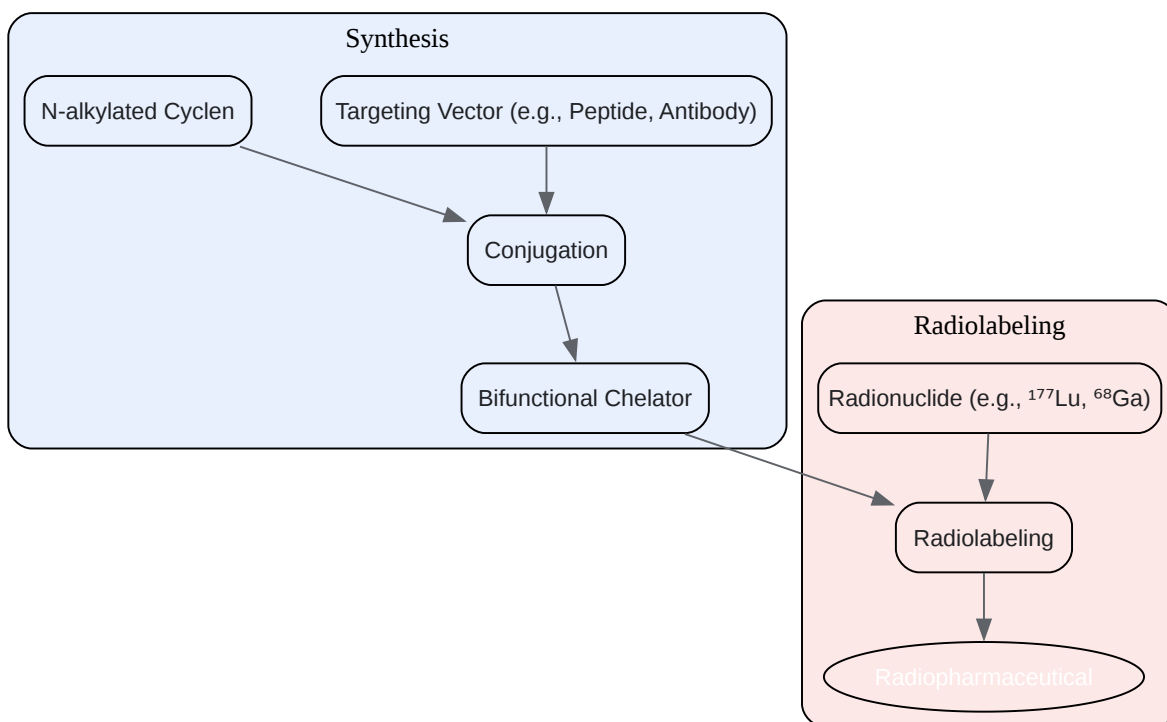 Synthesis
N-alkylated Cyclen
Targeting Vector (e.g., Peptide, Antibody)
Conjugation
Bifunctional Chelator
Radiolabeling
Radionuclide (e.g., ¹⁷⁷Lu, ⁶⁸Ga)
Radiolabeling
Radiopharmaceutical